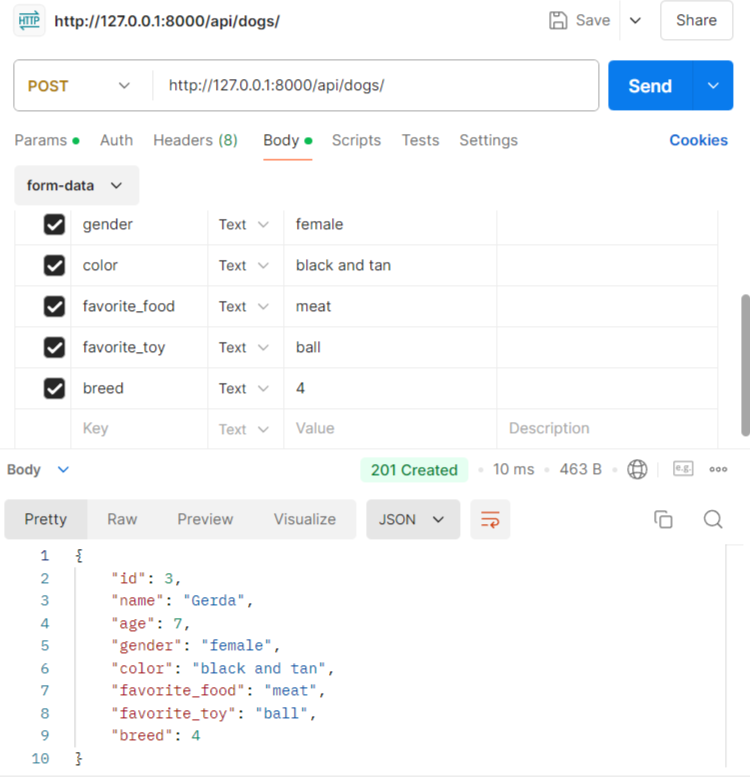 HTTP http://127.0.0.1:8000/api/dogs/ Save Share
POST http://127.0.0.1:8000/api/dogs/ Send
Params Auth Headers (8) Body Scripts Tests Settings Cookies
form-data
gender Text female
color Text black and tan
favorite_food Text meat
favorite_toy Text ball
breed Text 4
Key Text Value Description
Body 201 Created 10 ms 463 B e.g.
Pretty Raw Preview Visualize JSON
1 {
2 "id": 3,
3 "name": "Gerda",
4 "age": 7,
5 "gender": "female",
6 "color": "black and tan",
7 "favorite_food": "meat",
8 "favorite_toy": "ball",
9 "breed": 4
10 }